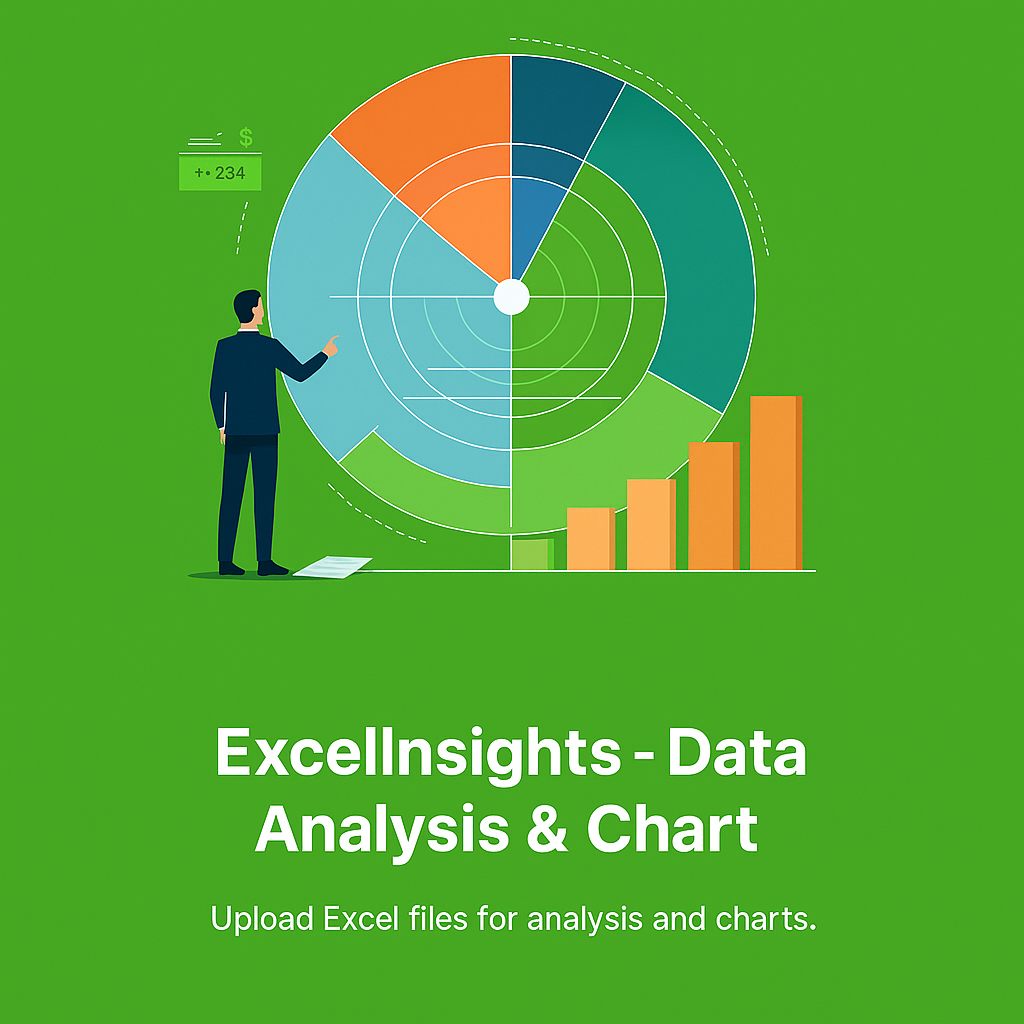 $
+• 234
ExcelInsights - Data
Analysis & Chart
Upload Excel files for analysis and charts.